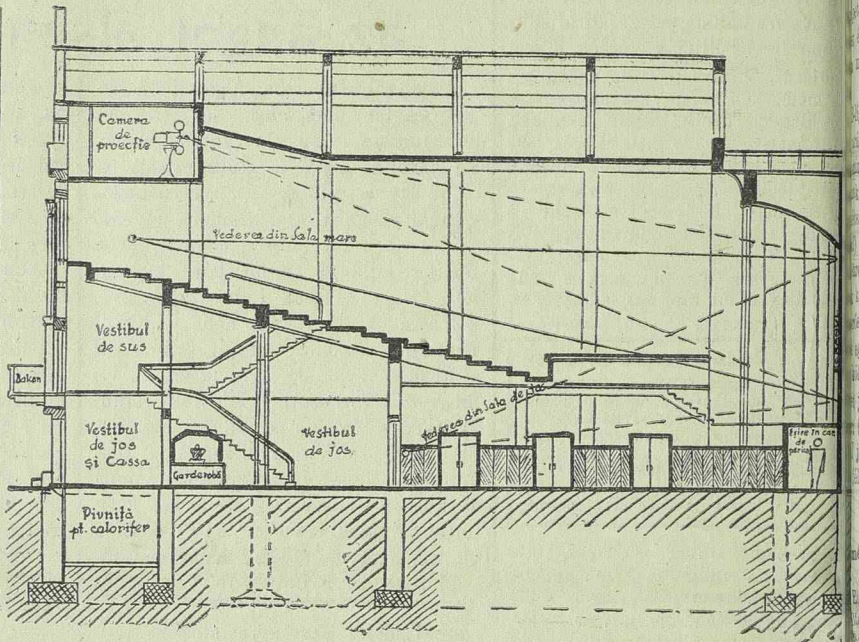 Camera
de
proecție
Vederea din Sala mare
Vestibul
de sus
Balcon
Vestibul
de jos
și Cassa
Garderobă
Vestibul
de jos.
Vederea din Sala de jos
Eșire în caz
de
pericol
Pivniță
pt. calorifer